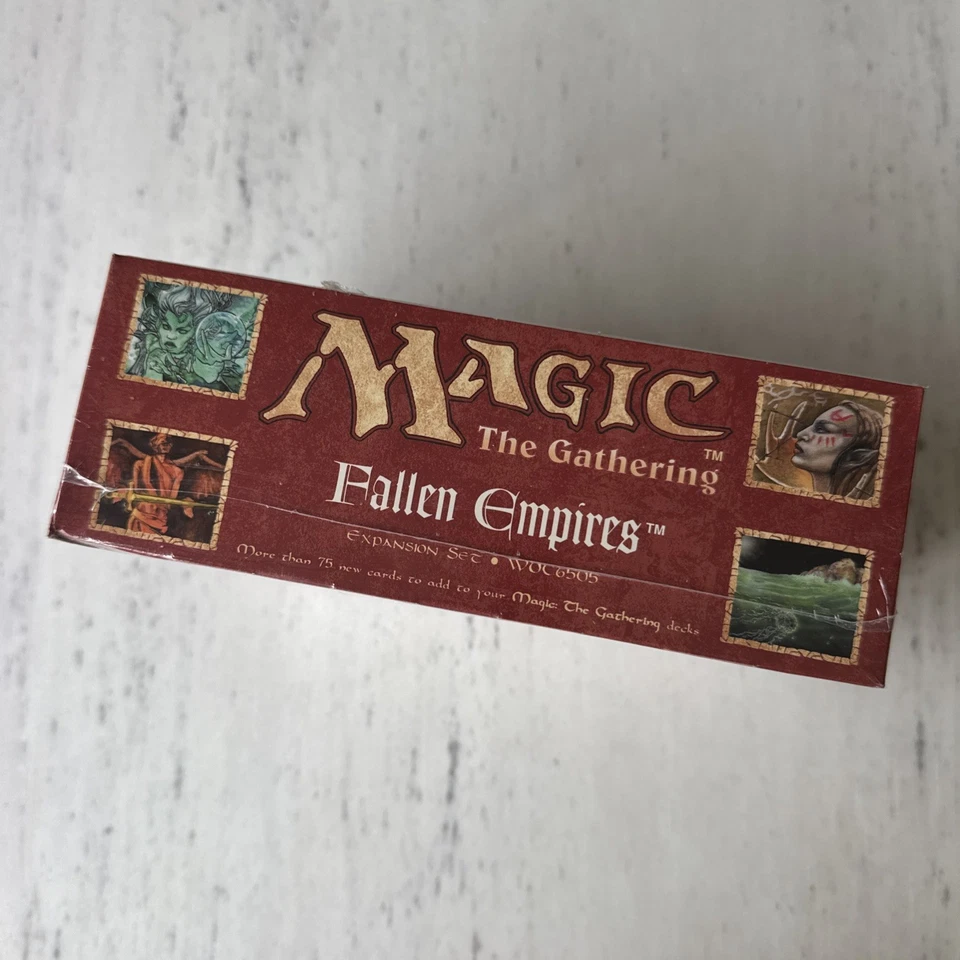 MAGIC
The Gathering™
Fallen Empires™
Expansion Set • WOC6505
More than 75 new cards to add to your Magic: The Gathering decks